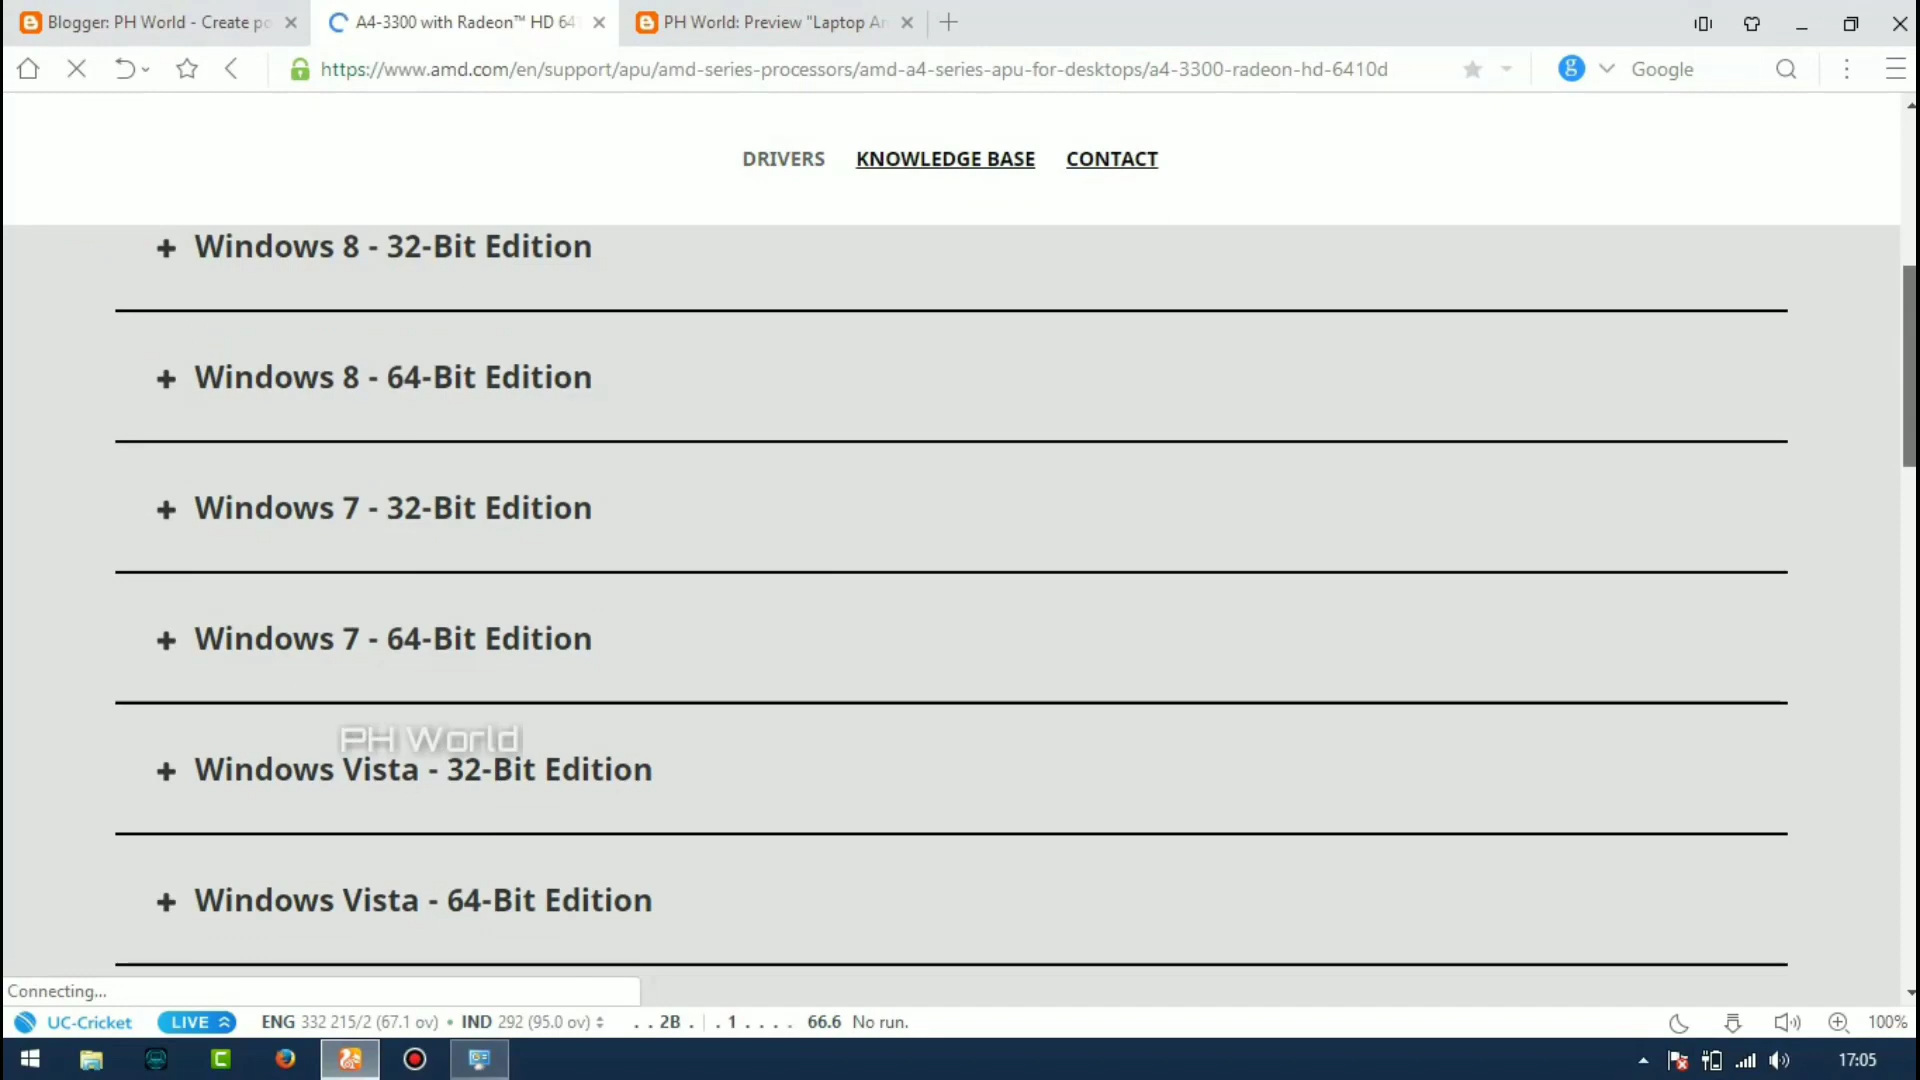 Blogger: PH World - Create po
A4-3300 with Radeon™ HD 64
PH World: Preview "Laptop An
https://www.amd.com/en/support/apu/amd-series-processors/amd-a4-series-apu-for-desktops/a4-3300-radeon-hd-6410d
g
Google
DRIVERS
KNOWLEDGE BASE
CONTACT
Windows 8 - 32-Bit Edition
Windows 8 - 64-Bit Edition
Windows 7 - 32-Bit Edition
Windows 7 - 64-Bit Edition
PH World
Windows Vista - 32-Bit Edition
Windows Vista - 64-Bit Edition
Connecting...
UC-Cricket LIVE ENG 332 215/2 (67.1 ov) • IND 292 (95.0 ov) . . 2B . | . 1 . . . . 66.6 No run.
100%
17:05